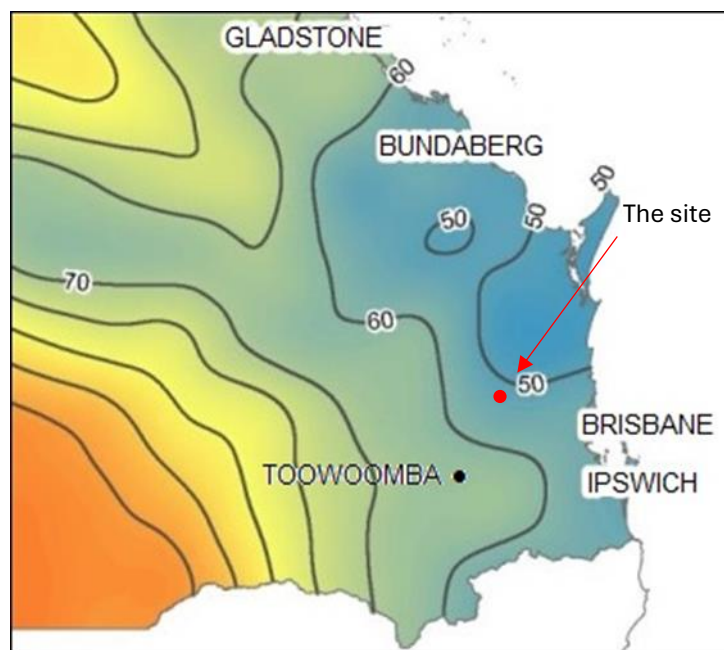 GLADSTONE
60
BUNDABERG
50
50
50
The site
70
60
50
BRISBANE
TOOWOOMBA
IPSWICH